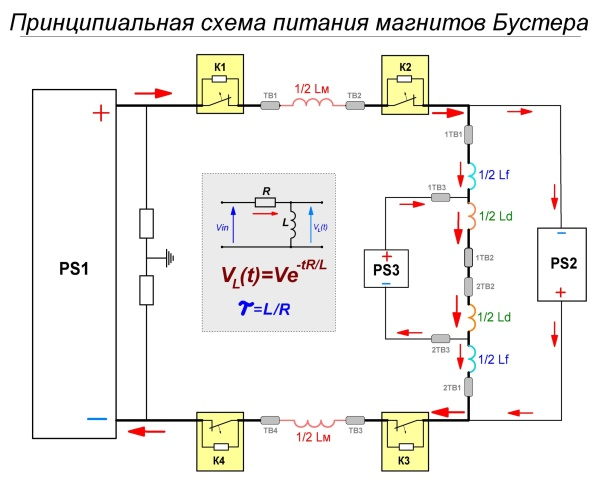 Принципиальная схема питания магнитов Бустера
K1
K2
TB1
1/2 Lм
TB2
+
PS1
−
1TB1
1/2 Lf
1TB3
1/2 Ld
1TB2
2TB2
1/2 Ld
2TB3
1/2 Lf
2TB1
+
PS3
−
−
PS2
+
R
Vin
L
VL(t)
VL(t)=Ve-tR/L
τ=L/R
TB4
1/2 Lм
TB3
K4
K3